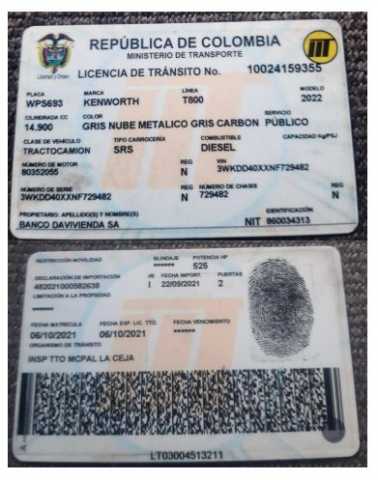 REPÚBLICA DE COLOMBIA
MINISTERIO DE TRANSPORTE
Libertad y Orden
LICENCIA DE TRÁNSITO No. 10024159355
PLACA MARCA LÍNEA MODELO
WPS693 KENWORTH T800 2022
CILINDRADA CC COLOR SERVICIO
14.900 GRIS NUBE METALICO GRIS CARBON PÚBLICO
CLASE DE VEHÍCULO TIPO CARROCERÍA COMBUSTIBLE CAPACIDAD Kg/PSJ
TRACTOCAMION SRS DIESEL
NÚMERO DE MOTOR REG VIN
80352055 N 3WKDD40XXNF729482
NÚMERO DE SERIE REG NÚMERO DE CHASIS REG
3WKDD40XXNF729482 N 729482 N
PROPIETARIO: APELLIDO(S) Y NOMBRE(S) IDENTIFICACIÓN
BANCO DAVIVIENDA SA NIT 860034313
RESTRICCIÓN MOVILIDAD BLINDAJE POTENCIA HP
****** 525
DECLARACIÓN DE IMPORTACIÓN I/E FECHA IMPORT. PUERTAS
482021000582638 I 22/09/2021 2
LIMITACIÓN A LA PROPIEDAD
******
FECHA MATRICULA FECHA EXP. LIC. TTO. FECHA VENCIMIENTO
06/10/2021 06/10/2021 ******
ORGANISMO DE TRÁNSITO
INSP TTO MCPAL LA CEJA
LT03004513211